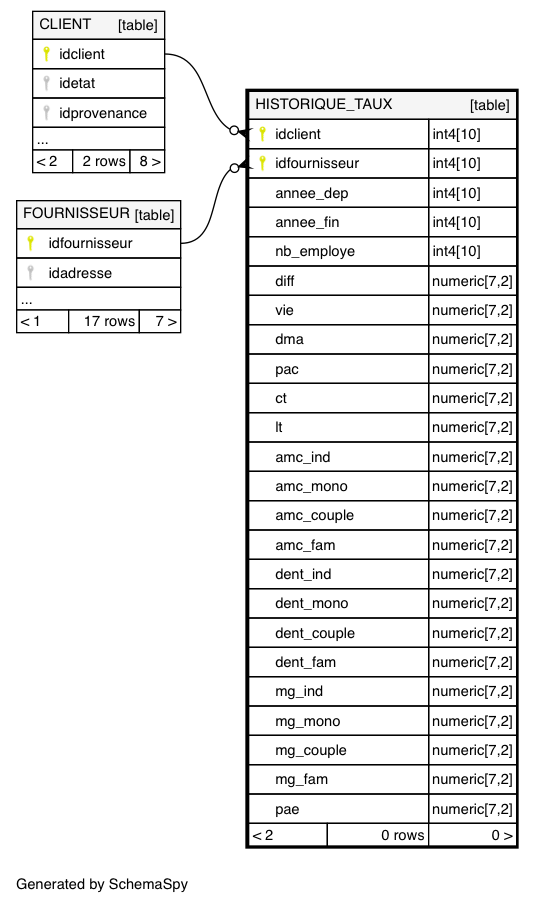 CLIENT [table]
idclient
idetat
idprovenance
...
< 2 2 rows 8 >
FOURNISSEUR [table]
idfournisseur
idadresse
...
< 1 17 rows 7 >
HISTORIQUE_TAUX [table]
idclient int4[10]
idfournisseur int4[10]
annee_dep int4[10]
annee_fin int4[10]
nb_employe int4[10]
diff numeric[7,2]
vie numeric[7,2]
dma numeric[7,2]
pac numeric[7,2]
ct numeric[7,2]
lt numeric[7,2]
amc_ind numeric[7,2]
amc_mono numeric[7,2]
amc_couple numeric[7,2]
amc_fam numeric[7,2]
dent_ind numeric[7,2]
dent_mono numeric[7,2]
dent_couple numeric[7,2]
dent_fam numeric[7,2]
mg_ind numeric[7,2]
mg_mono numeric[7,2]
mg_couple numeric[7,2]
mg_fam numeric[7,2]
pae numeric[7,2]
< 2 0 rows 0 >
Generated by SchemaSpy